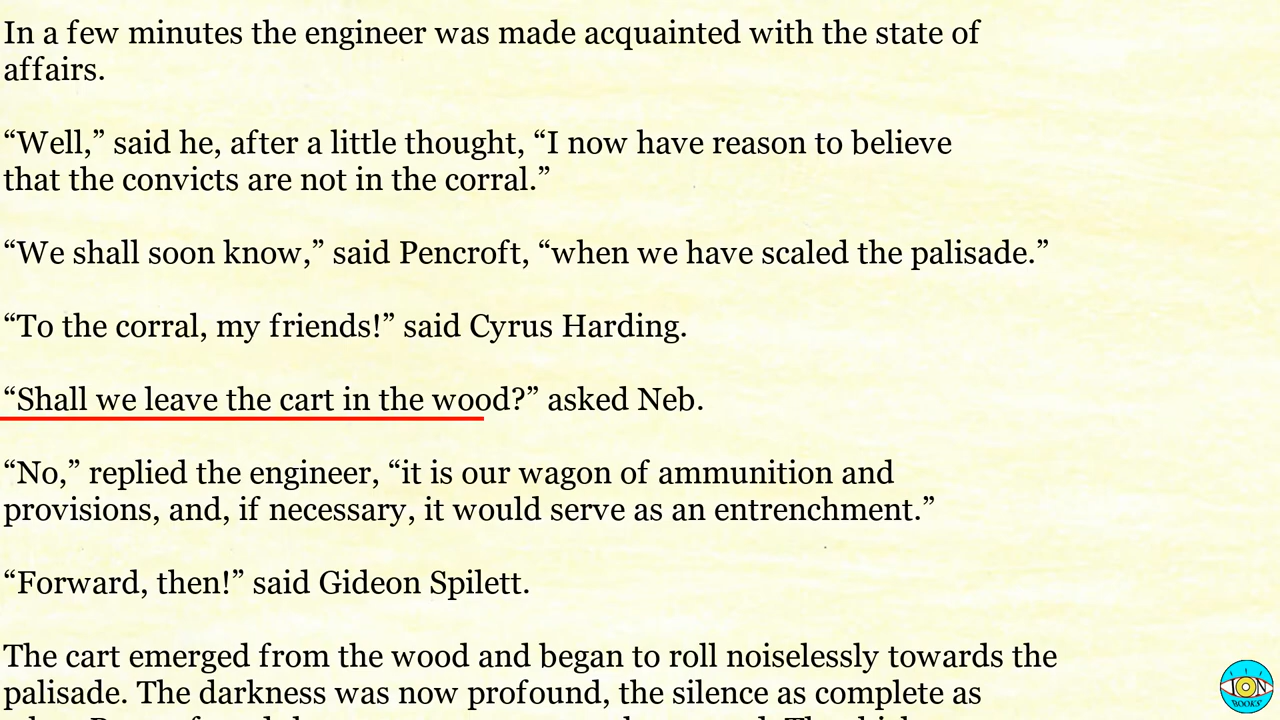 In a few minutes the engineer was made acquainted with the state of
affairs.
“Well,” said he, after a little thought, “I now have reason to believe
that the convicts are not in the corral.”
“We shall soon know,” said Pencroft, “when we have scaled the palisade.”
“To the corral, my friends!” said Cyrus Harding.
“Shall we leave the cart in the wood?” asked Neb.
“No,” replied the engineer, “it is our wagon of ammunition and
provisions, and, if necessary, it would serve as an entrenchment.”
“Forward, then!” said Gideon Spilett.
The cart emerged from the wood and began to roll noiselessly towards the
palisade. The darkness was now profound, the silence as complete as
ION
BOOKS